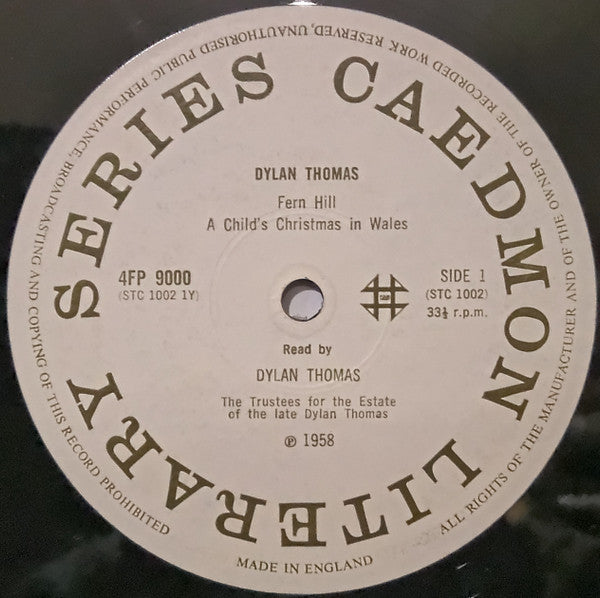 ALL RIGHTS OF THE MANUFACTURER AND OF THE OWNER OF THE RECORDED WORK RESERVED, UNAUTHORISED PUBLIC PERFORMANCE, BROADCASTING AND COPYING OF THIS RECORD PROHIBITED
CAEDMON LITERARY SERIES
DYLAN THOMAS
Fern Hill
A Child's Christmas in Wales
4FP 9000
(STC 1002 1Y)
SIDE 1
(STC 1002)
33⅓ r.p.m.
Read by
DYLAN THOMAS
The Trustees for the Estate
of the late Dylan Thomas
℗ 1958
MADE IN ENGLAND